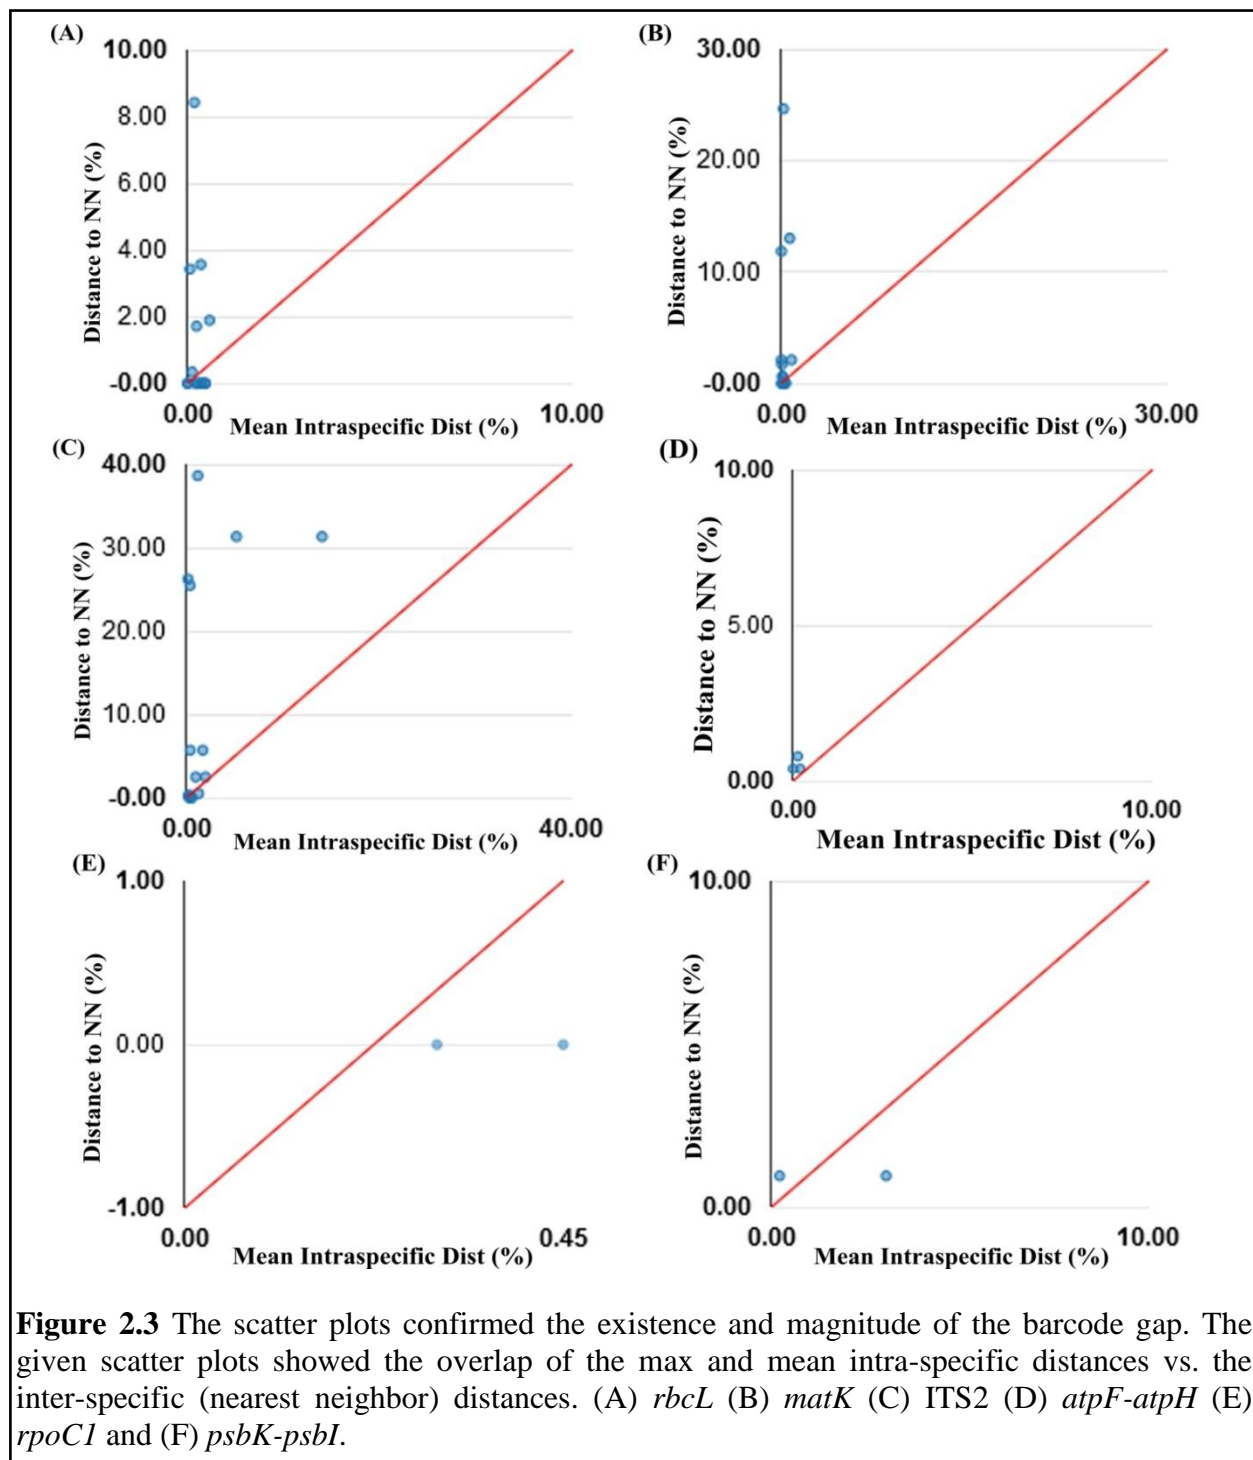 (A)
10.00
8.00
6.00
4.00
2.00
-0.00
Distance to NN (%)
0.00
10.00
Mean Intraspecific Dist (%)
(B)
30.00
20.00
10.00
-0.00
Distance to NN (%)
0.00
30.00
Mean Intraspecific Dist (%)
(C)
40.00
30.00
20.00
10.00
-0.00
Distance to NN (%)
0.00
40.00
Mean Intraspecific Dist (%)
(D)
10.00
5.00
0.00
Distance to NN (%)
0.00
10.00
Mean Intraspecific Dist (%)
(E)
1.00
0.00
-1.00
Distance to NN (%)
0.00
0.45
Mean Intraspecific Dist (%)
(F)
10.00
0.00
Distance to NN (%)
0.00
10.00
Mean Intraspecific Dist (%)
Figure 2.3 The scatter plots confirmed the existence and magnitude of the barcode gap. The
given scatter plots showed the overlap of the max and mean intra-specific distances vs. the
inter-specific (nearest neighbor) distances. (A) rbcL (B) matK (C) ITS2 (D) atpF-atpH (E)
rpoC1 and (F) psbK-psbI.